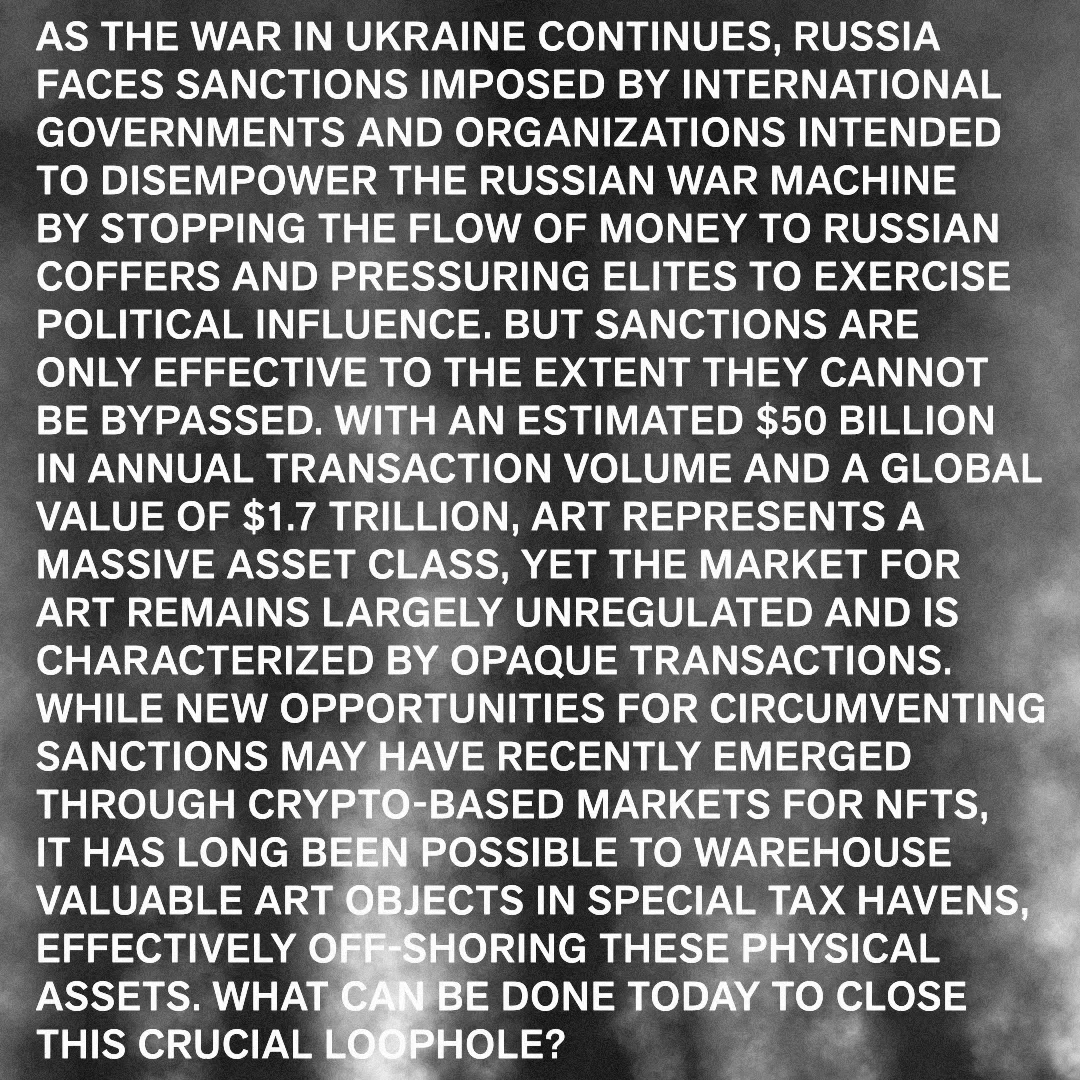 AS THE WAR IN UKRAINE CONTINUES, RUSSIA
FACES SANCTIONS IMPOSED BY INTERNATIONAL
GOVERNMENTS AND ORGANIZATIONS INTENDED
TO DISEMPOWER THE RUSSIAN WAR MACHINE
BY STOPPING THE FLOW OF MONEY TO RUSSIAN
COFFERS AND PRESSURING ELITES TO EXERCISE
POLITICAL INFLUENCE. BUT SANCTIONS ARE
ONLY EFFECTIVE TO THE EXTENT THEY CANNOT
BE BYPASSED. WITH AN ESTIMATED $50 BILLION
IN ANNUAL TRANSACTION VOLUME AND A GLOBAL
VALUE OF $1.7 TRILLION, ART REPRESENTS A
MASSIVE ASSET CLASS, YET THE MARKET FOR
ART REMAINS LARGELY UNREGULATED AND IS
CHARACTERIZED BY OPAQUE TRANSACTIONS.
WHILE NEW OPPORTUNITIES FOR CIRCUMVENTING
SANCTIONS MAY HAVE RECENTLY EMERGED
THROUGH CRYPTO-BASED MARKETS FOR NFTS,
IT HAS LONG BEEN POSSIBLE TO WAREHOUSE
VALUABLE ART OBJECTS IN SPECIAL TAX HAVENS,
EFFECTIVELY OFF-SHORING THESE PHYSICAL
ASSETS. WHAT CAN BE DONE TODAY TO CLOSE
THIS CRUCIAL LOOPHOLE?